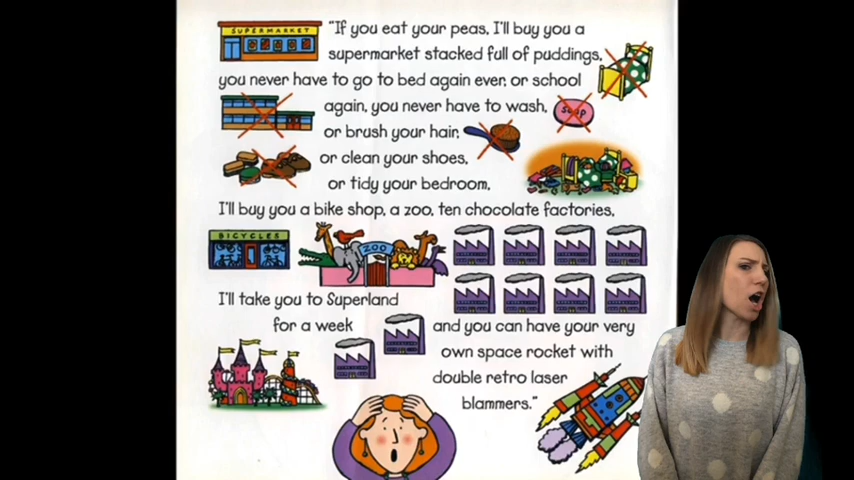 SUPERMARKET
"If you eat your peas, I'll buy you a
supermarket stacked full of puddings,
you never have to go to bed again ever, or school
again, you never have to wash,
soap
or brush your hair,
or clean your shoes,
or tidy your bedroom,
I'll buy you a bike shop, a zoo, ten chocolate factories,
BICYCLES
ZOO
I'll take you to Superland
for a week
and you can have your very
own space rocket with
double retro laser
blammers."